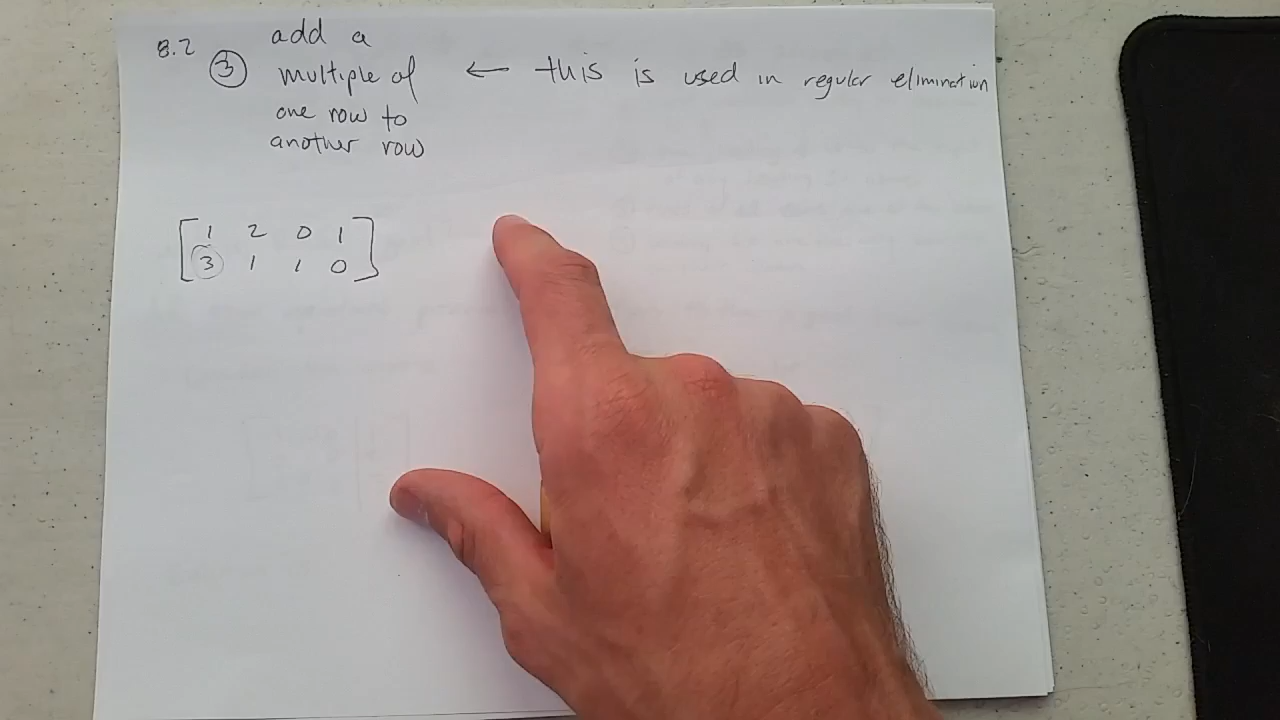 8.2
③ add a
multiple of ← this is used in regular elimination
one row to
another row
[1 2 0 1
3 1 1 0]